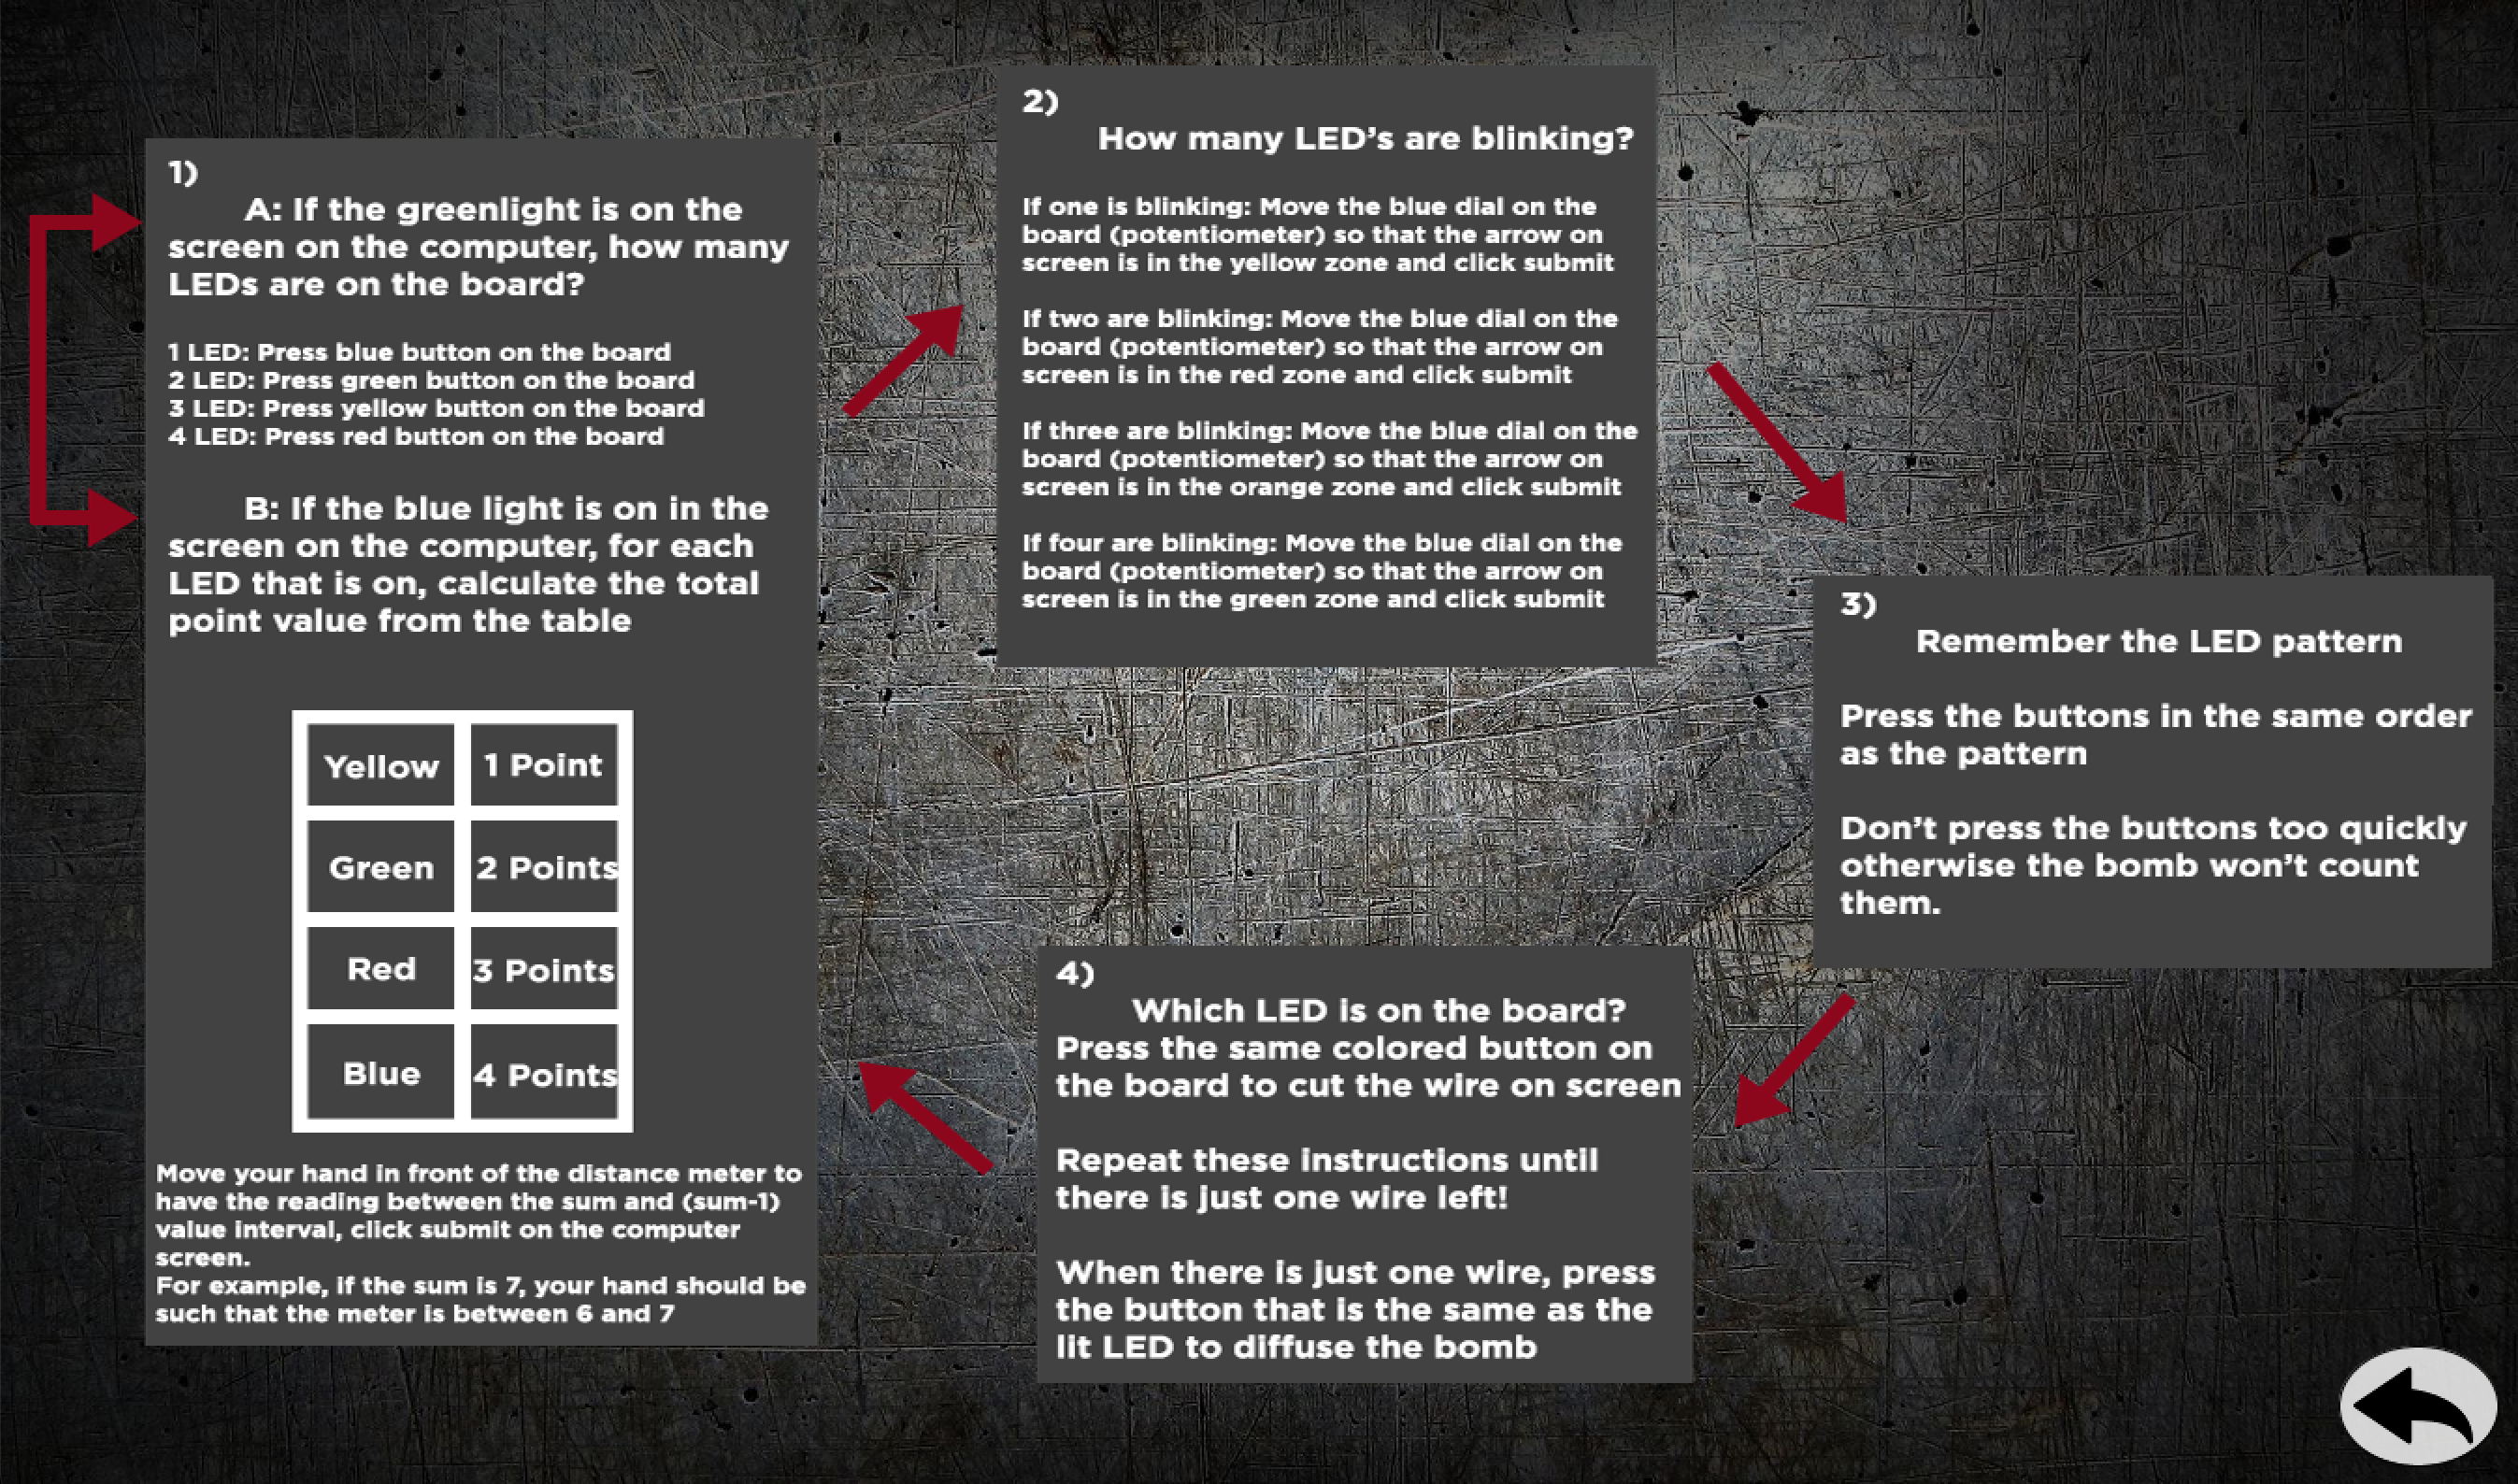 1)
A: If the greenlight is on the
screen on the computer, how many
LEDs are on the board?
1 LED: Press blue button on the board
2 LED: Press green button on the board
3 LED: Press yellow button on the board
4 LED: Press red button on the board
B: If the blue light is on in the
screen on the computer, for each
LED that is on, calculate the total
point value from the table
Yellow 1 Point
Green 2 Points
Red 3 Points
Blue 4 Points
Move your hand in front of the distance meter to
have the reading between the sum and (sum-1)
value interval, click submit on the computer
screen.
For example, if the sum is 7, your hand should be
such that the meter is between 6 and 7
2)
How many LED's are blinking?
If one is blinking: Move the blue dial on the
board (potentiometer) so that the arrow on
screen is in the yellow zone and click submit
If two are blinking: Move the blue dial on the
board (potentiometer) so that the arrow on
screen is in the red zone and click submit
If three are blinking: Move the blue dial on the
board (potentiometer) so that the arrow on
screen is in the orange zone and click submit
If four are blinking: Move the blue dial on the
board (potentiometer) so that the arrow on
screen is in the green zone and click submit
3)
Remember the LED pattern
Press the buttons in the same order
as the pattern
Don't press the buttons too quickly
otherwise the bomb won't count
them.
4)
Which LED is on the board?
Press the same colored button on
the board to cut the wire on screen
Repeat these instructions until
there is just one wire left!
When there is just one wire, press
the button that is the same as the
lit LED to diffuse the bomb